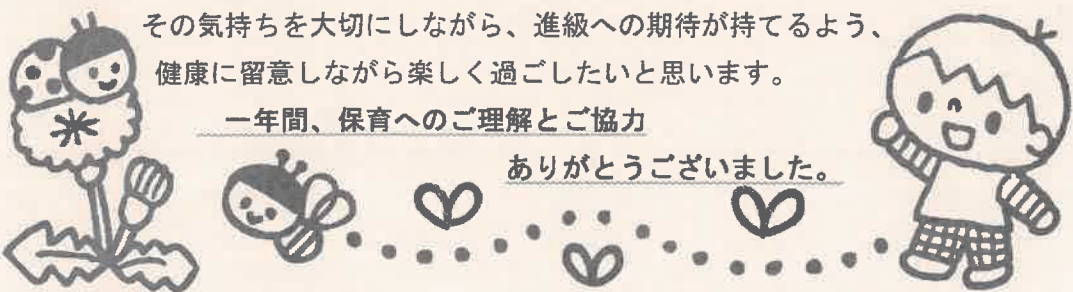 その気持ちを大切にしながら、進級への期待が持てるよう、
健康に留意しながら楽しく過ごしたいと思います。
一年間、保育へのご理解とご協力
ありがとうございました。